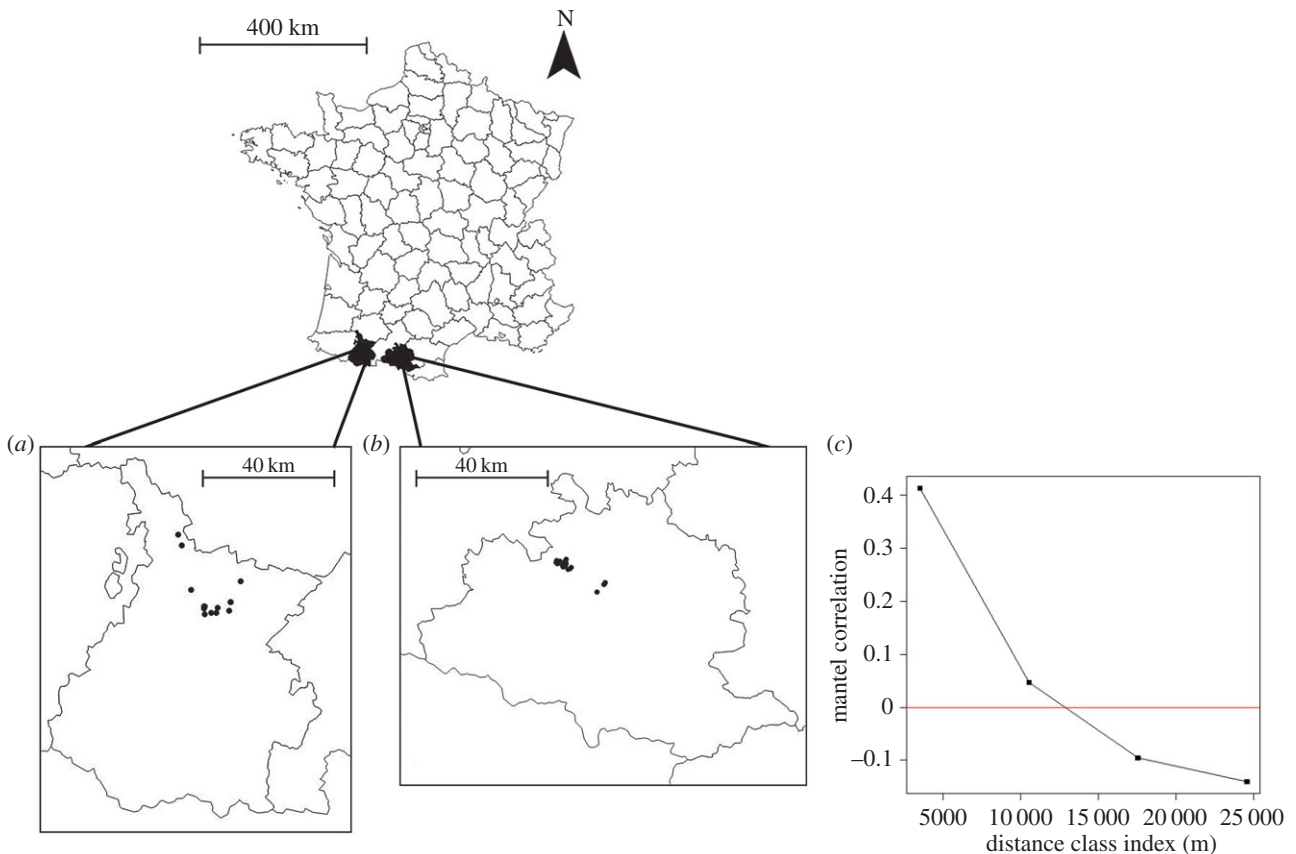 400 km
N
(a)
40 km
(b)
40 km
(c)
mantel correlation
0.4
0.3
0.2
0.1
0
–0.1
5000
10 000
15 000
20 000
25 000
distance class index (m)